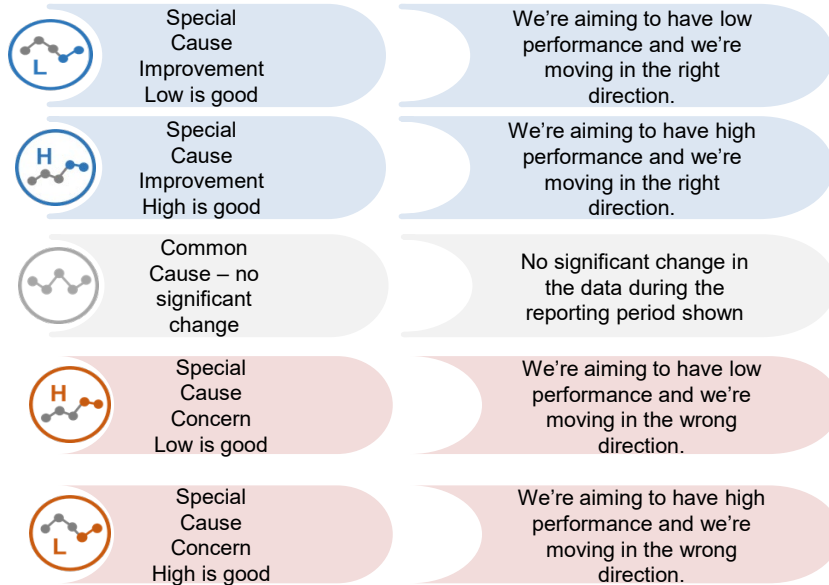 L
Special
Cause
Improvement
Low is good
We’re aiming to have low
performance and we’re
moving in the right
direction.
H
Special
Cause
Improvement
High is good
We’re aiming to have high
performance and we’re
moving in the right
direction.
Common
Cause – no
significant
change
No significant change in
the data during the
reporting period shown
H
Special
Cause
Concern
Low is good
We’re aiming to have low
performance and we’re
moving in the wrong
direction.
L
Special
Cause
Concern
High is good
We’re aiming to have high
performance and we’re
moving in the wrong
direction.